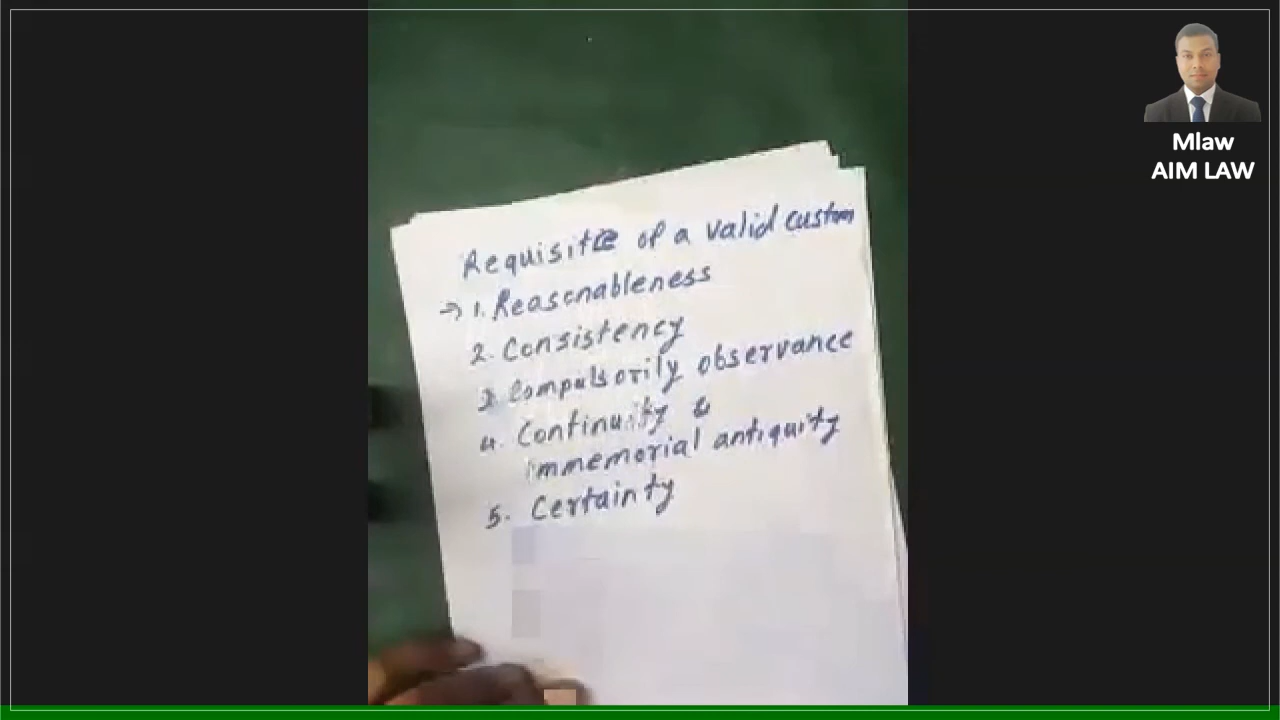 Requisite of a valid custom
→ 1. Reasonableness
2. Consistency
3. Compulsorily observance
4. Continuity &
immemorial antiquity
5. Certainty
Mlaw
AIM LAW